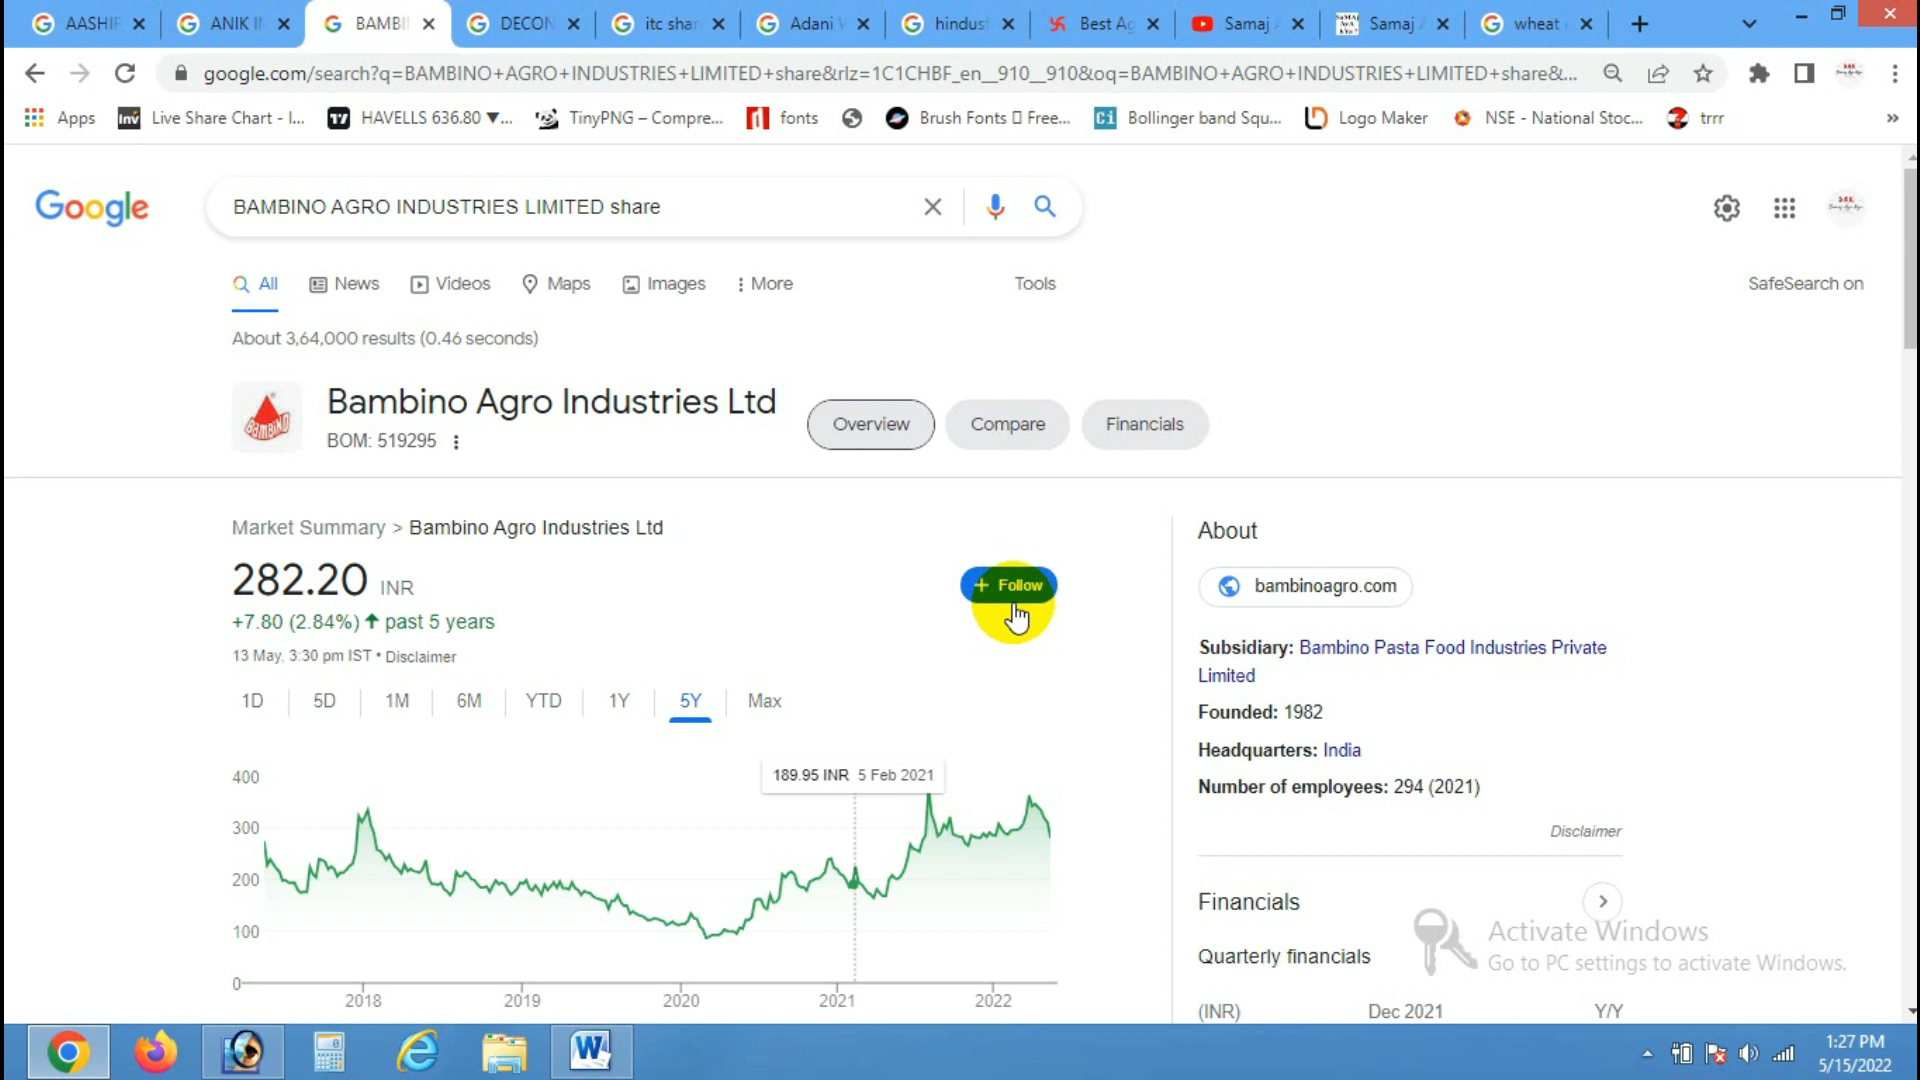 AASHIR
ANIK I
BAMBI
DECON
itc shar
Adani
hindus
Best Ag
Samaj
Samaj
wheat
google.com/search?q=BAMBINO+AGRO+INDUSTRIES+LIMITED+share&rlz=1C1CHBF_en__910__910&oq=BAMBINO+AGRO+INDUSTRIES+LIMITED+share&...
Apps
Live Share Chart - I...
HAVELLS 636.80 ▼...
TinyPNG – Compre...
fonts
Brush Fonts ▯ Free...
Bollinger band Squ...
Logo Maker
NSE - National Stoc...
trrr
Google
BAMBINO AGRO INDUSTRIES LIMITED share
All
News
Videos
Maps
Images
More
Tools
SafeSearch on
About 3,64,000 results (0.46 seconds)
BAMBINO
Bambino Agro Industries Ltd
BOM: 519295
Overview
Compare
Financials
Market Summary > Bambino Agro Industries Ltd
282.20 INR
+ Follow
+7.80 (2.84%) ↑ past 5 years
13 May, 3:30 pm IST • Disclaimer
1D
5D
1M
6M
YTD
1Y
5Y
Max
189.95 INR 5 Feb 2021
400
300
200
100
0
2018
2019
2020
2021
2022
About
bambinoagro.com
Subsidiary: Bambino Pasta Food Industries Private
Limited
Founded: 1982
Headquarters: India
Number of employees: 294 (2021)
Disclaimer
Financials
Quarterly financials
(INR)
Dec 2021
Y/Y
Activate Windows
Go to PC settings to activate Windows.
1:27 PM
5/15/2022